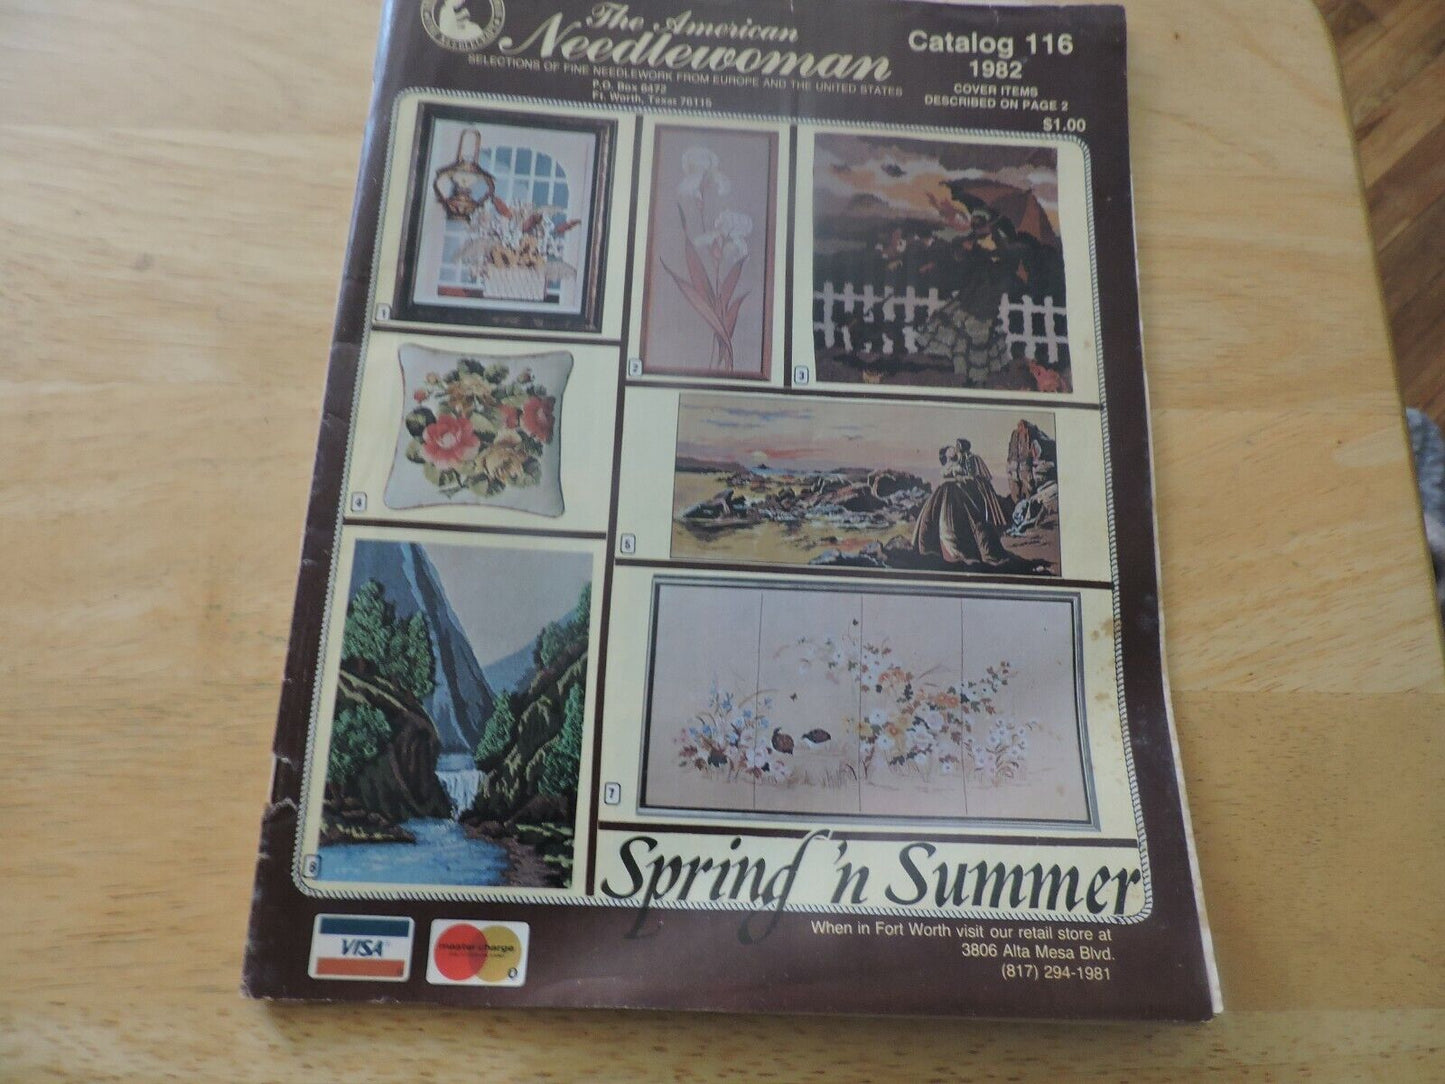 The American
Needlewoman
SELECTIONS OF FINE NEEDLEWORK FROM EUROPE AND THE UNITED STATES
P.O. Box 6472
Ft. Worth, Texas 76115
Catalog 116
1982
COVER ITEMS
DESCRIBED ON PAGE 2
$1.00
1
2
3
4
5
6
7
Spring 'n Summer
VISA
master charge
When in Fort Worth visit our retail store at
3806 Alta Mesa Blvd.
(817) 294-1981